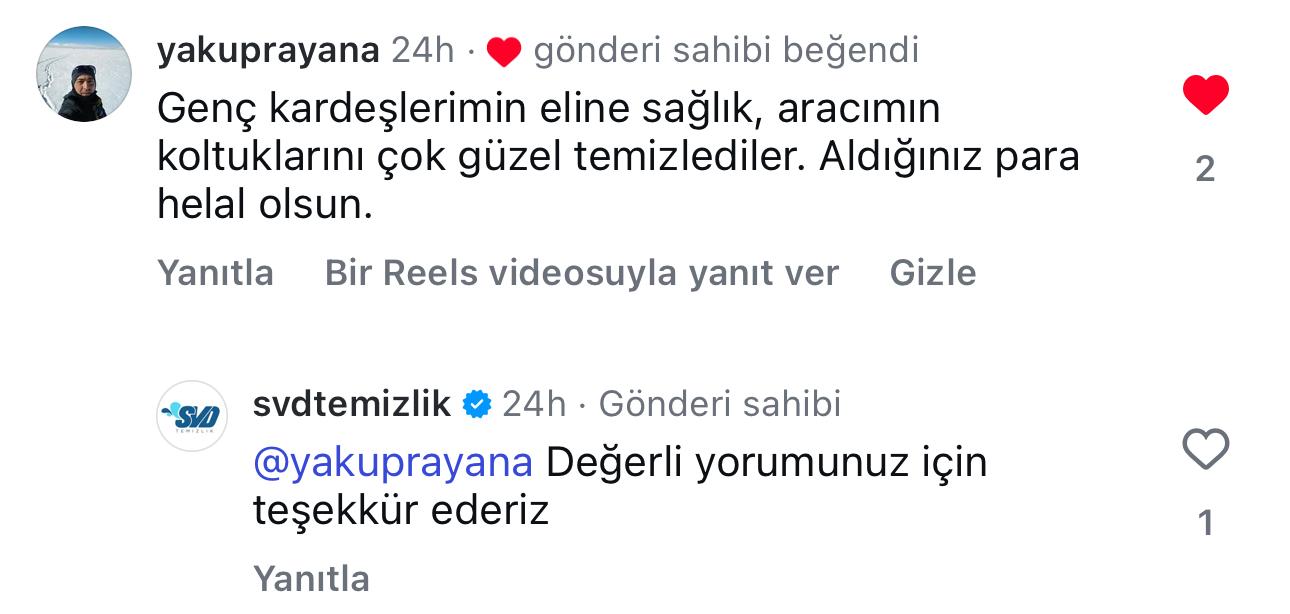 yakuprayana 24h · gönderi sahibi beğendi
Genç kardeşlerimin eline sağlık, aracımın
koltuklarını çok güzel temizlediler. Aldığınız para
helal olsun.
2
Yanıtla Bir Reels videosuyla yanıt ver Gizle
SVD
TEMİZLİK
svdtemizlik 24h · Gönderi sahibi
@yakuprayana Değerli yorumunuz için
teşekkür ederiz
1
Yanıtla